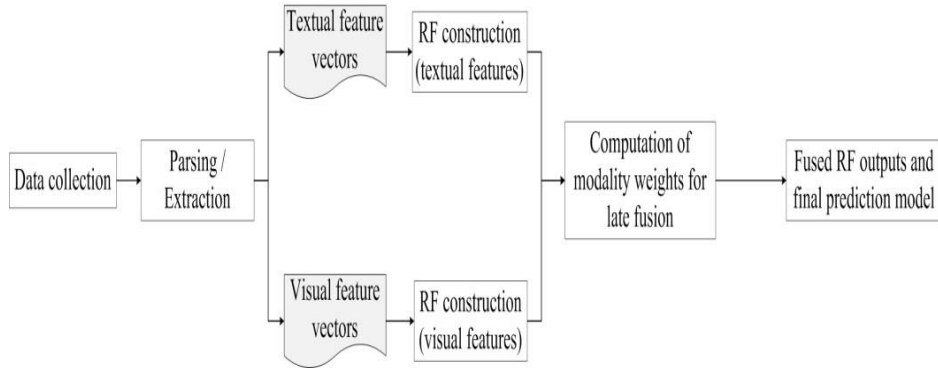 Data collection
Parsing /
Extraction
Textual feature
vectors
RF construction
(textual features)
Visual feature
vectors
RF construction
(visual features)
Computation of
modality weights for
late fusion
Fused RF outputs and
final prediction model